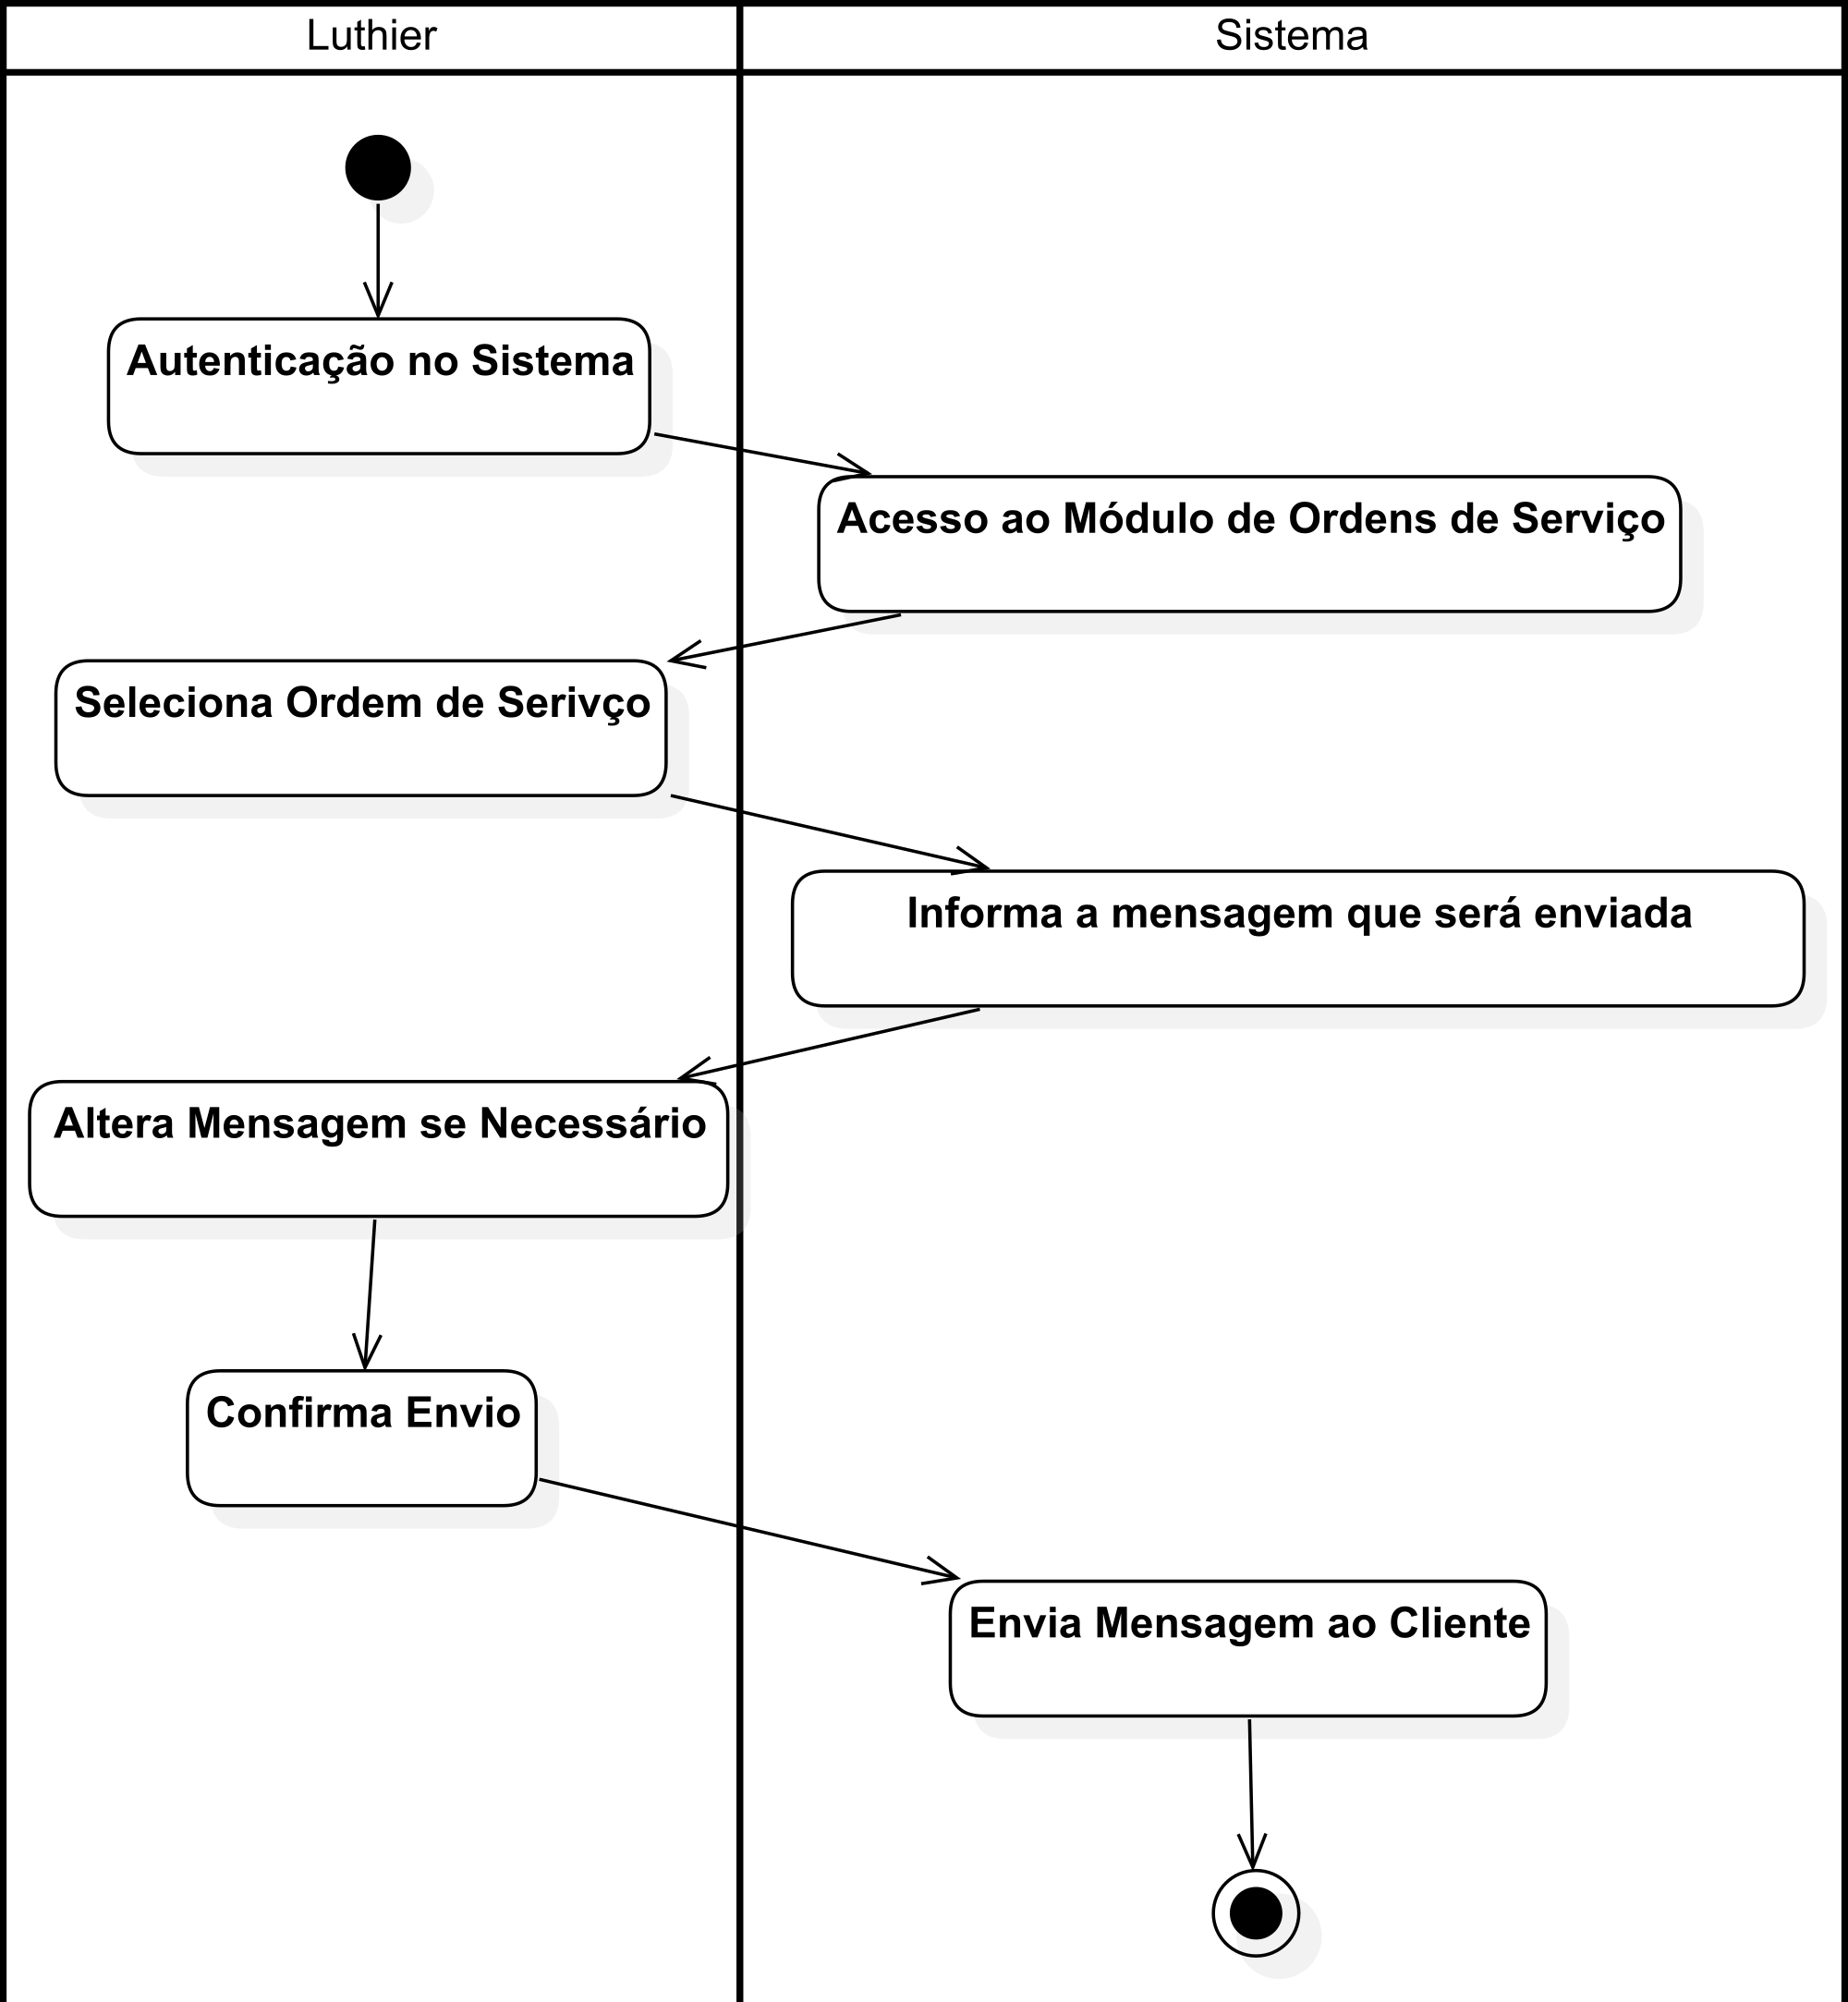 Luthier
Sistema
Autenticação no Sistema
Acesso ao Módulo de Ordens de Serviço
Seleciona Ordem de Serivço
Informa a mensagem que será enviada
Altera Mensagem se Necessário
Confirma Envio
Envia Mensagem ao Cliente